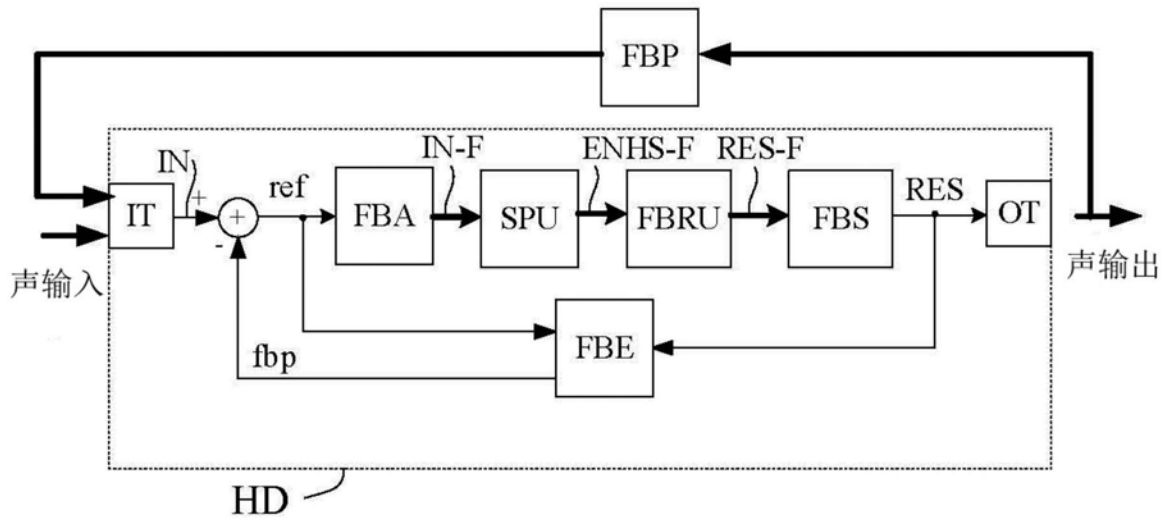 FBP
IN
IN-F
ENHS-F
RES-F
RES
ref
+
IT
+
FBA
SPU
FBRU
FBS
OT
-
声输入
声输出
fbp
FBE
HD